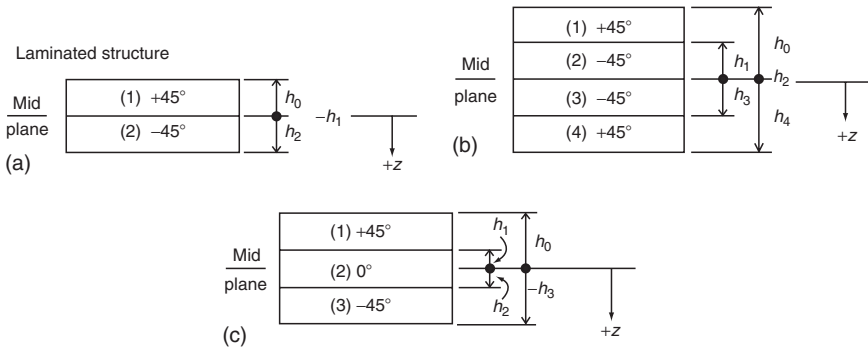 Laminated structure
Mid
plane
(1) +45°
(2) −45°
h0
h2
−h1
+z
(a)
Mid
plane
(1) +45°
(2) −45°
(3) −45°
(4) +45°
h1
h3
h0
h2
h4
+z
(b)
Mid
plane
(1) +45°
(2) 0°
(3) −45°
h1
h2
h0
−h3
+z
(c)